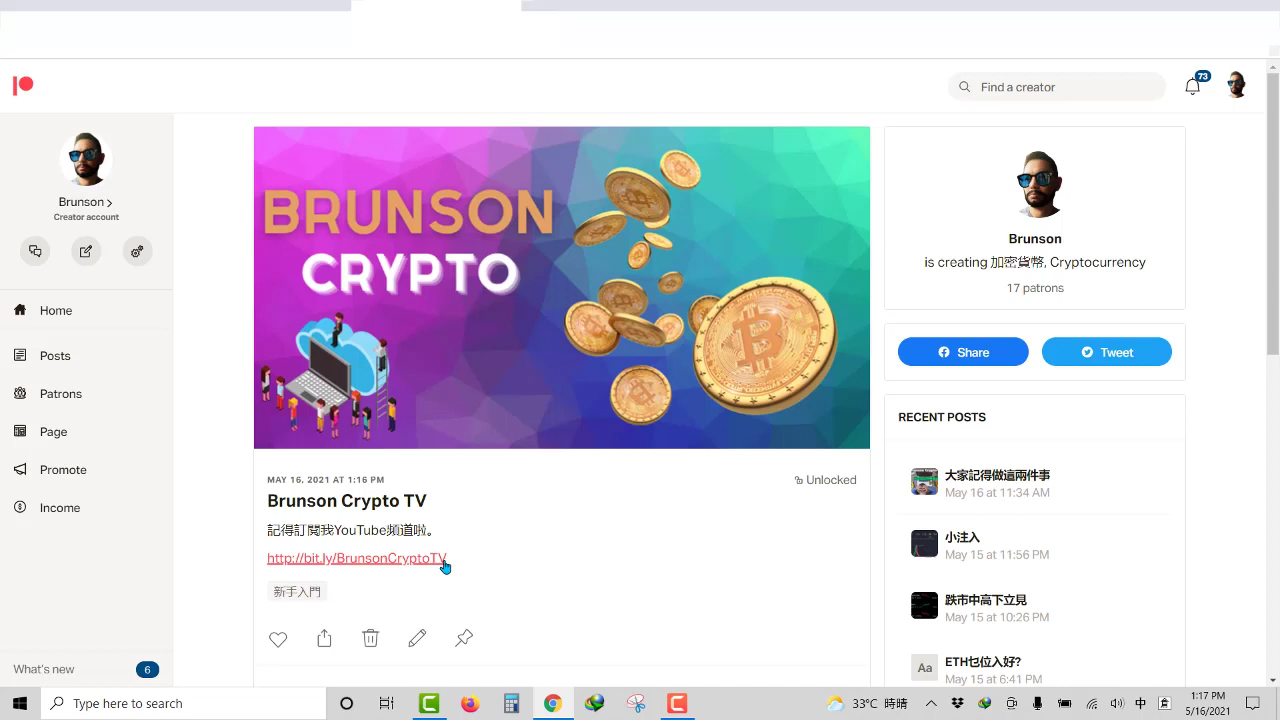 Find a creator
73
Brunson
Creator account
Home
Posts
Patrons
Page
Promote
Income
What's new
6
BRUNSON
CRYPTO
MAY 16, 2021 AT 1:16 PM
Unlocked
Brunson Crypto TV
記得訂閱我YouTube頻道啦。
http://bit.ly/BrunsonCryptoTV
新手入門
Brunson
is creating 加密貨幣, Cryptocurrency
17 patrons
Share
Tweet
RECENT POSTS
大家記得做這兩件事
May 16 at 11:34 AM
小注入
May 15 at 11:56 PM
跌市中高下立見
May 15 at 10:26 PM
Aa
ETH乜位入好?
May 15 at 6:41 PM
Type here to search
33°C 時晴
中
1:17 PM
5/16/2021